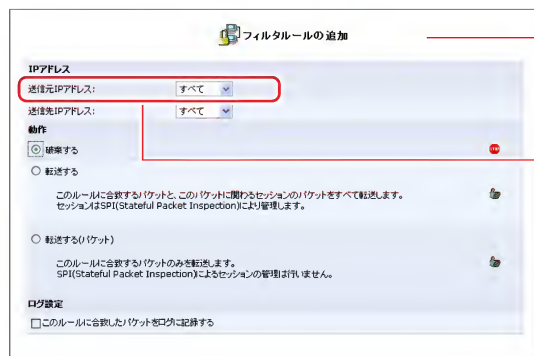 フィルタルールの追加
IPアドレス
送信元IPアドレス: すべて
送信先IPアドレス: すべて
動作
破棄する
転送する
このルールに合致するパケットと、このパケットに関わるセッションのパケットをすべて転送します。
セッションはSPI(Stateful Packet Inspection)により管理します。
転送する(パケット)
このルールに合致するパケットのみを転送します。
SPI(Stateful Packet Inspection)によるセッションの管理は行いません。
ログ設定
このルールに合致したパケットをログに記録する